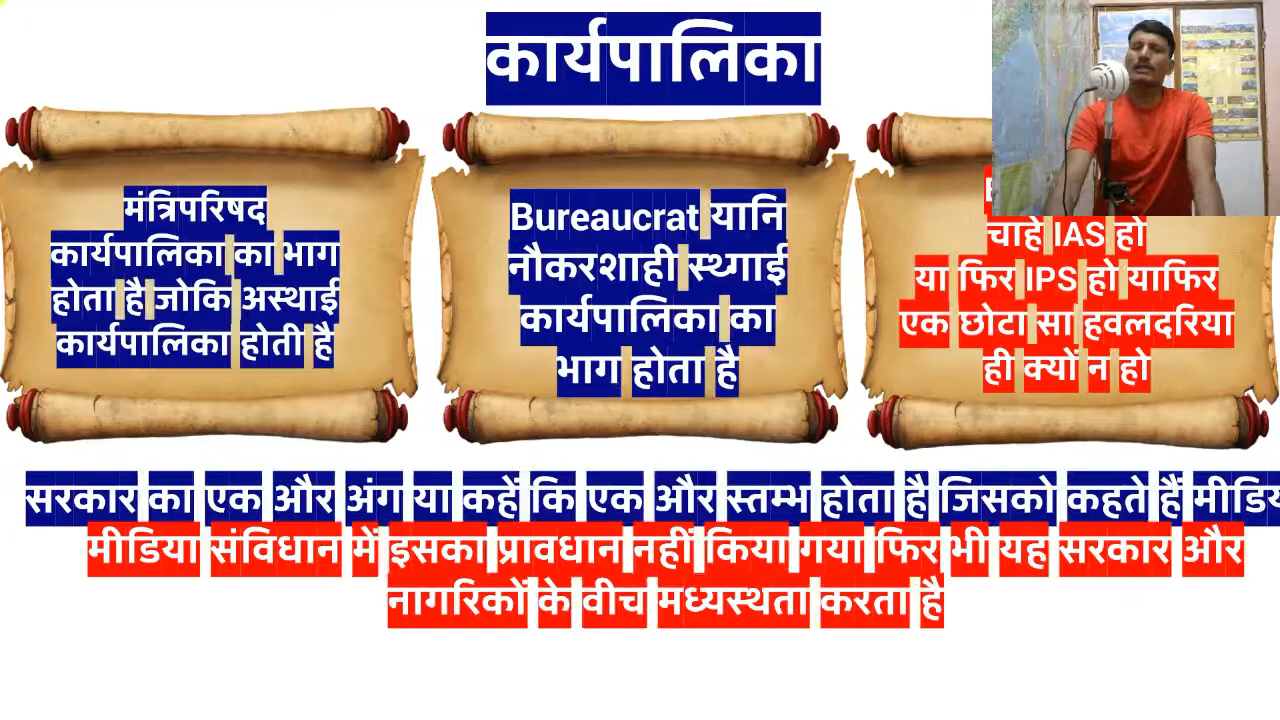 कार्यपालिका
मंत्रिपरिषद
कार्यपालिका का भाग
होता है जोकि अस्थाई
कार्यपालिका होती है
Bureaucrat यानि
नौकरशाही स्थ्गाई
कार्यपालिका का
भाग होता है
चाहे IAS हो
या फिर IPS हो याफिर
एक छोटा सा हवलदरिया
ही क्यों न हो
सरकार का एक और अंग या कहें कि एक और स्तम्भ होता है जिसको कहते हैं
मीडिया संविधान में इसका प्रावधान नहीं किया गया फिर भी यह सरकार और
नागरिकों के वीच मध्यस्थता करता है